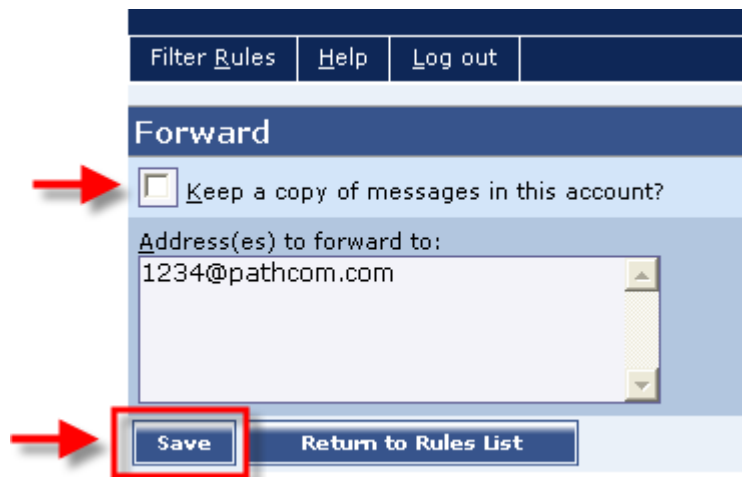 Filter Rules Help Log out
Forward
Keep a copy of messages in this account?
Address(es) to forward to:
1234@pathcom.com
Save Return to Rules List